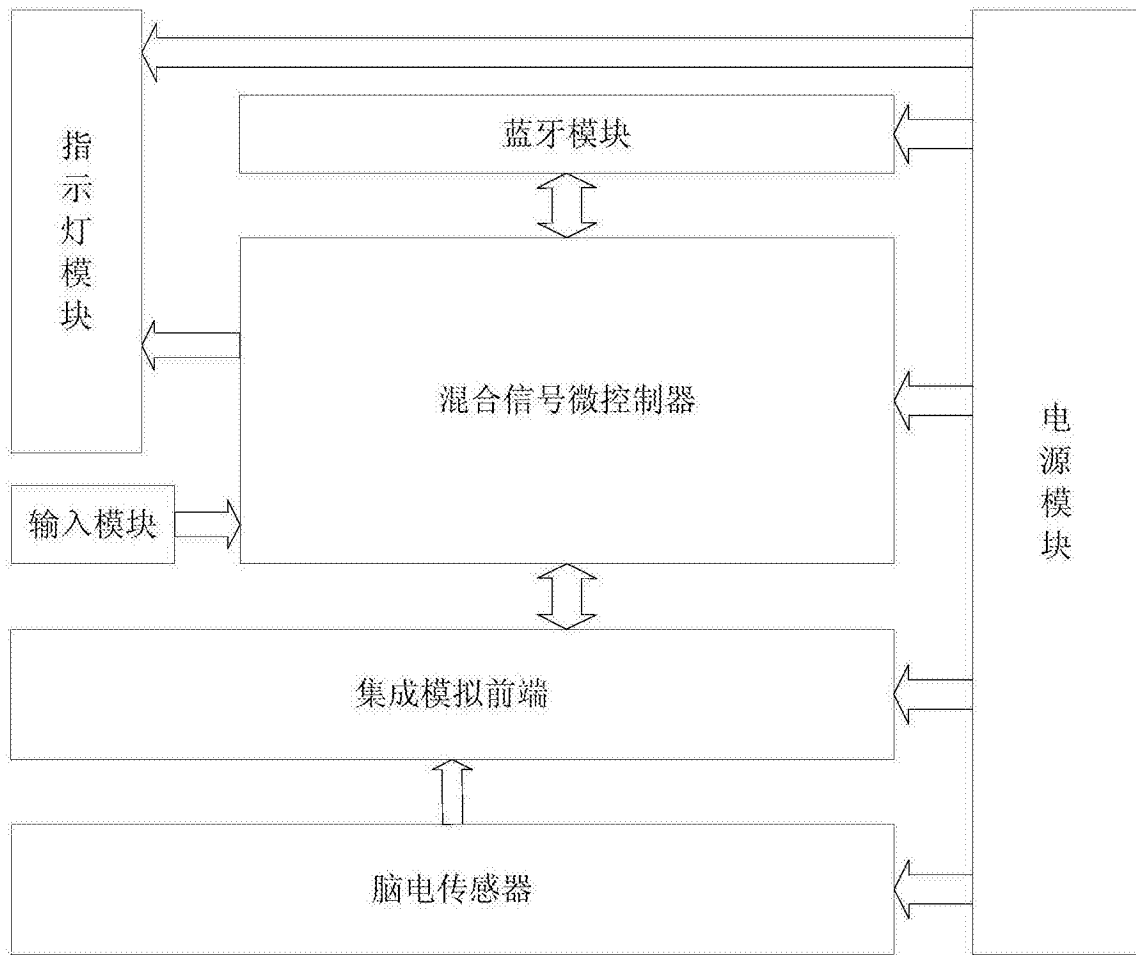 指示灯模块
蓝牙模块
混合信号微控制器
电源模块
输入模块
集成模拟前端
脑电传感器